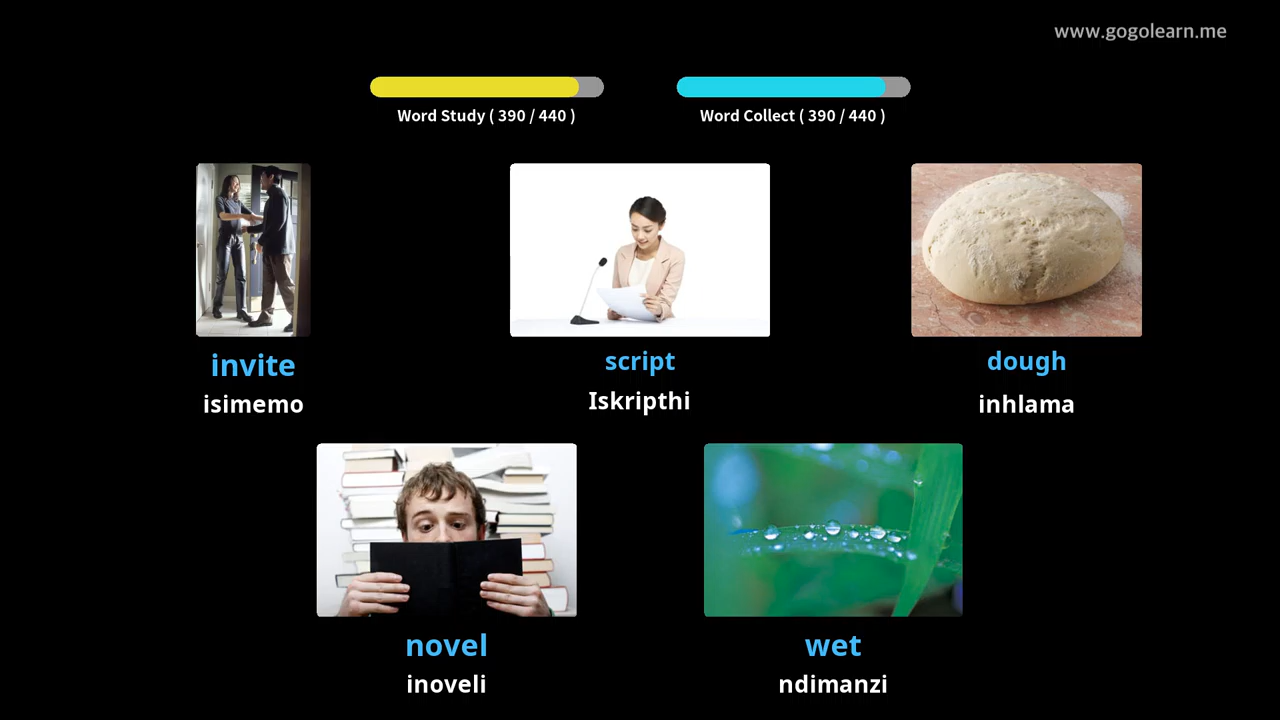 www.gogolearn.me
Word Study ( 390 / 440 )
Word Collect ( 390 / 440 )
invite
isimemo
script
Iskripthi
dough
inhlama
novel
inoveli
wet
ndimanzi